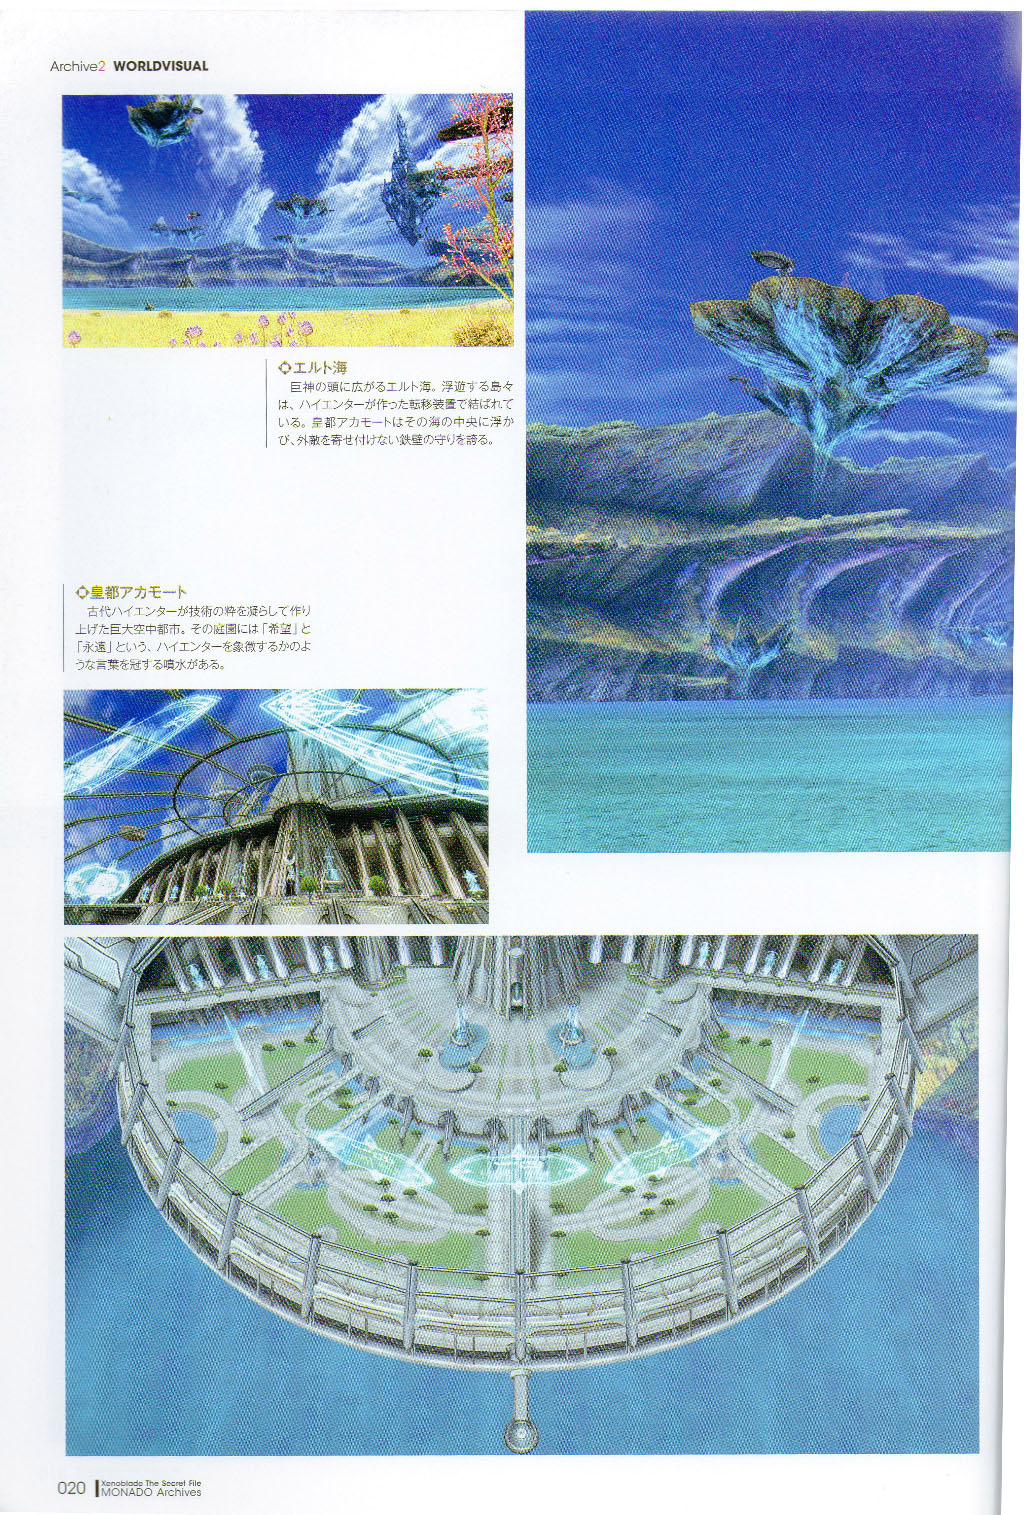 Archive2 WORLDVISUAL
エルト海
巨神の頭に広がるエルト海。浮遊する島々
は、ハイエンターが作った転移装置で結ばれて
いる。皇都アカモートはその海の中央に浮か
び、外敵を寄せ付けない鉄壁の守りを誇る。
皇都アカモート
古代ハイエンターが技術の粋を凝らして作り
上げた巨大空中都市。その庭園には「希望」と
「永遠」という、ハイエンターを象徴するかのよ
うな言葉を冠する噴水がある。
020
Xenoblade The Secret File
MONADO Archives